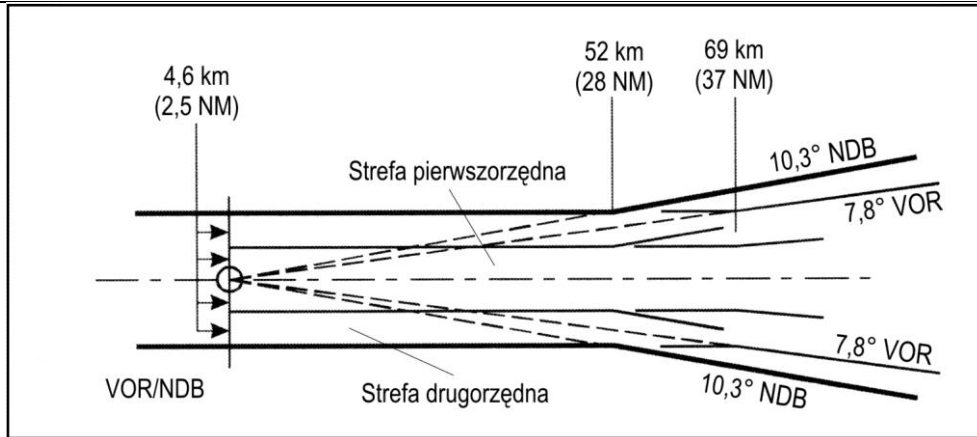 4,6 km
(2,5 NM)
52 km
(28 NM)
69 km
(37 NM)
Strefa pierwszorzędna
10,3° NDB
7,8° VOR
7,8° VOR
10,3° NDB
VOR/NDB
Strefa drugorzędna